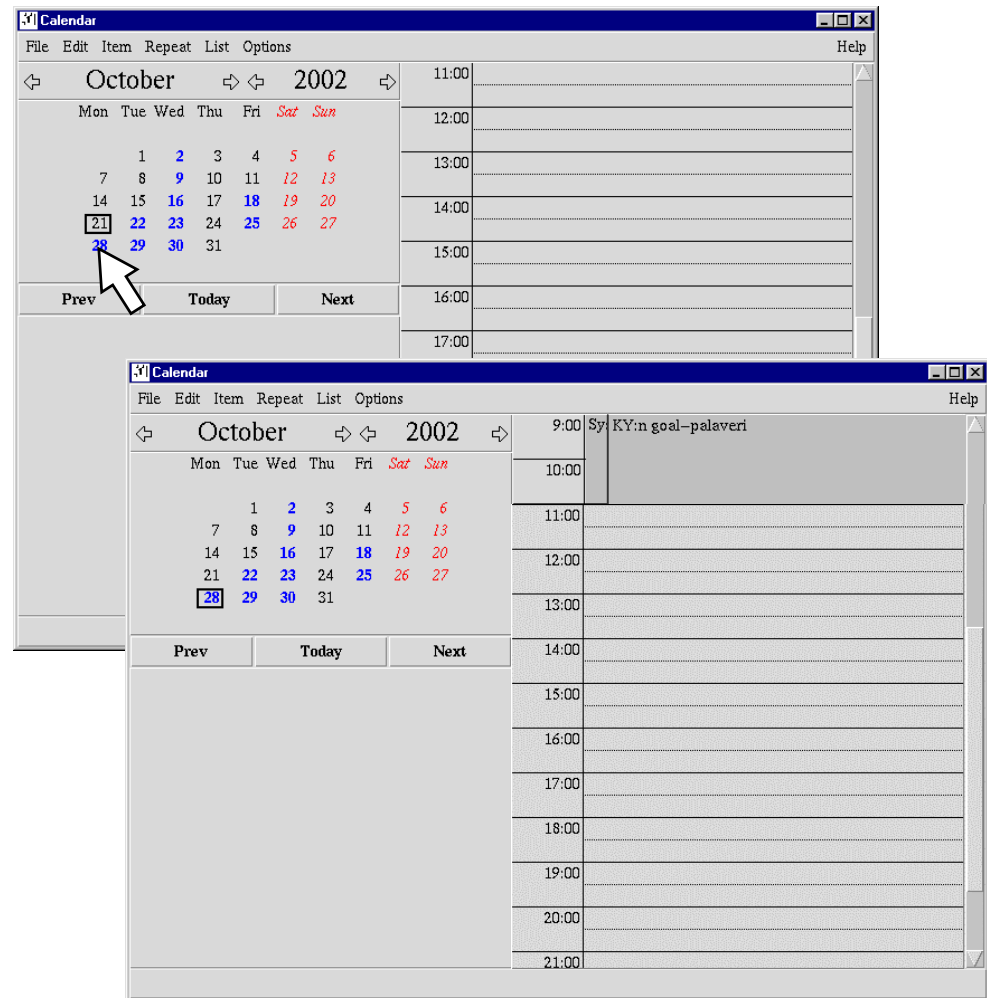 Calendar
File Edit Item Repeat List Options Help
October 2002
Mon Tue Wed Thu Fri Sat Sun
1 2 3 4 5 6
7 8 9 10 11 12 13
14 15 16 17 18 19 20
21 22 23 24 25 26 27
28 29 30 31
Prev Today Next
11:00
12:00
13:00
14:00
15:00
16:00
17:00
Calendar
File Edit Item Repeat List Options Help
October 2002
Mon Tue Wed Thu Fri Sat Sun
1 2 3 4 5 6
7 8 9 10 11 12 13
14 15 16 17 18 19 20
21 22 23 24 25 26 27
28 29 30 31
Prev Today Next
9:00 KY:n goal–palaveri
10:00
11:00
12:00
13:00
14:00
15:00
16:00
17:00
18:00
19:00
20:00
21:00